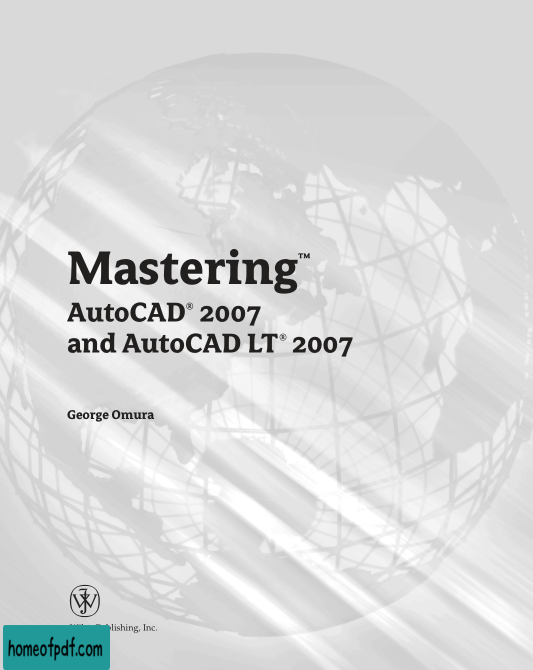 Mastering™
AutoCAD® 2007
and AutoCAD LT® 2007
George Omura
Publishing, Inc.
homeofpdf.com